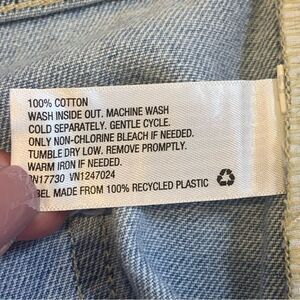 100% COTTON
WASH INSIDE OUT. MACHINE WASH
COLD SEPARATELY. GENTLE CYCLE.
ONLY NON-CHLORINE BLEACH IF NEEDED.
TUMBLE DRY LOW. REMOVE PROMPTLY.
WARM IRON IF NEEDED.
RN17730 VN1247024
BEL MADE FROM 100% RECYCLED PLASTIC